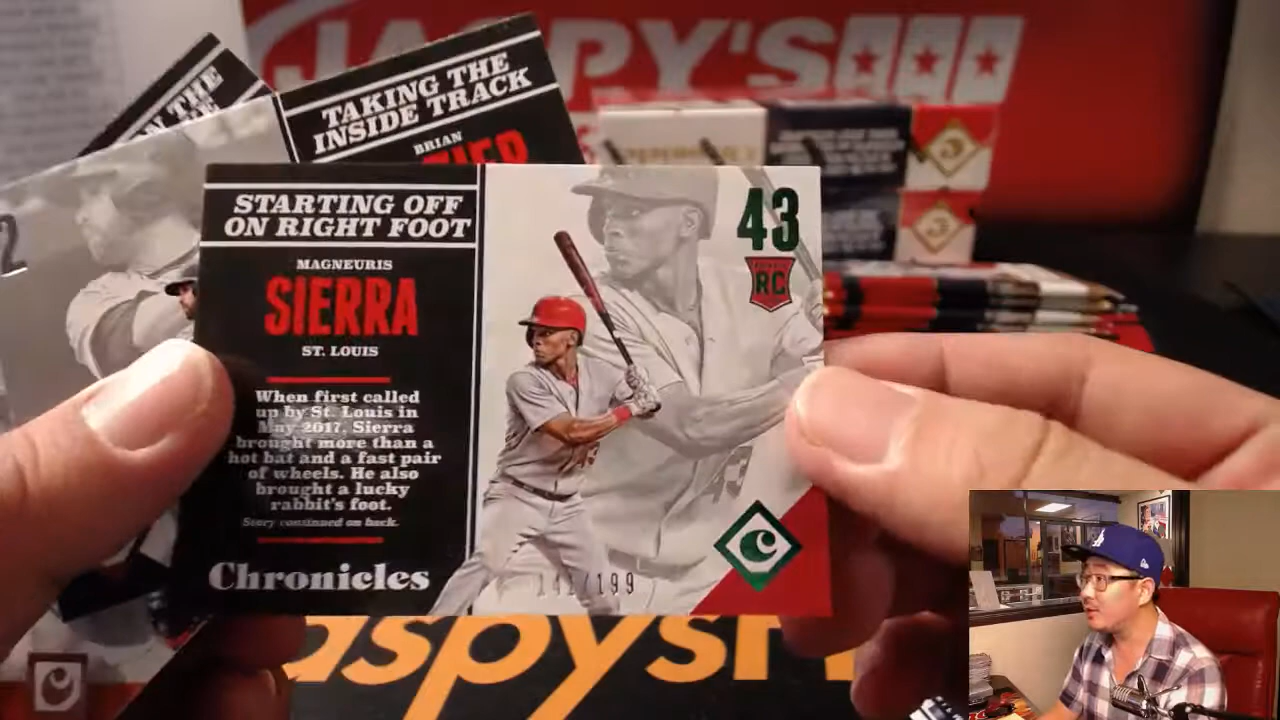 JASPY'S
TAKING THE
INSIDE TRACK
BRIAN
STARTING OFF
ON RIGHT FOOT
MAGNEURIS
SIERRA
ST. LOUIS
When first called
up by St. Louis in
May 2017, Sierra
brought more than a
hot bat and a fast pair
of wheels. He also
brought a lucky
rabbit's foot.
Story continued on back.
Chronicles
43
RC
C
/199
43
C